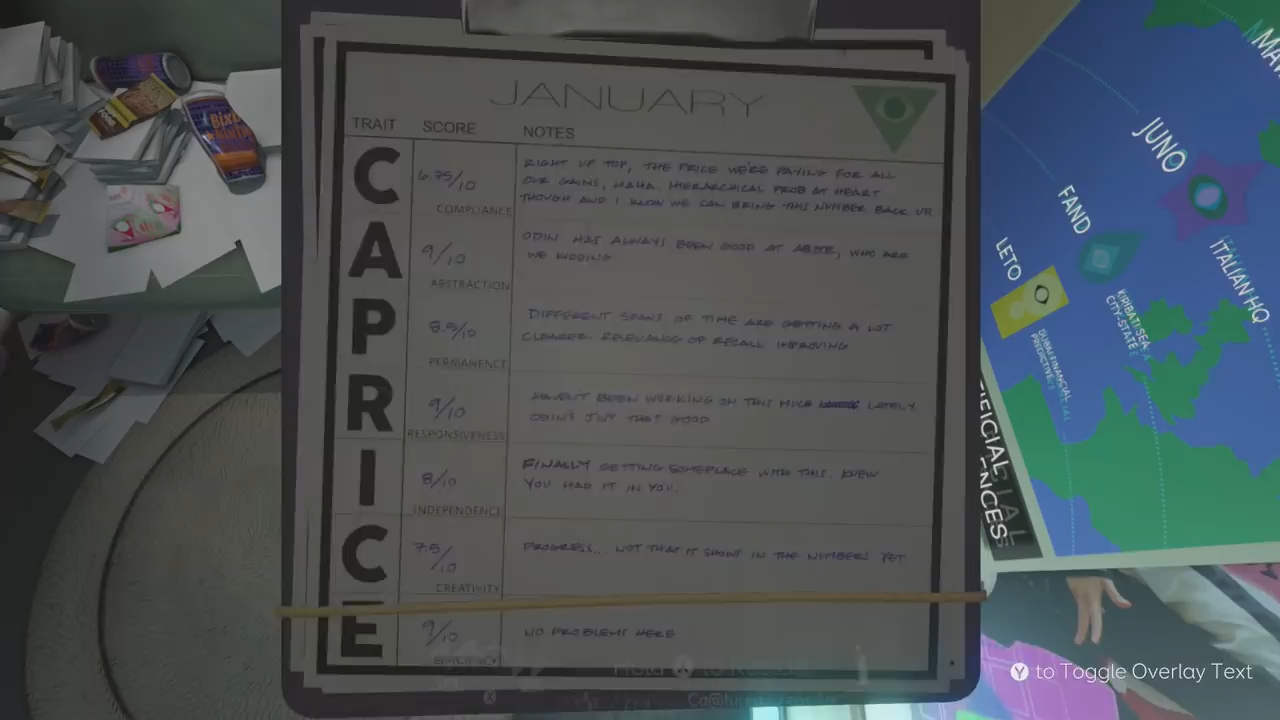 JANUARY
TRAIT SCORE NOTES
C
6.75/10
COMPLIANCE
RIGHT UP TOP, THE PRICE WE'RE PAYING FOR ALL
OUR GAINS, HAHA. HIERARCHICAL PROB AT HEART
THOUGH AND I KNOW WE CAN BRING THIS NUMBER BACK UP
A
9/10
ABSTRACTION
ODIN HAS ALWAYS BEEN GOOD AT ABSTR, WHO ARE
WE KIDDING
P
8.5/10
PERMANENCE
DIFFERENT SPANS OF TIME ARE GETTING A LOT
CLEARER. RELEVANCE OF RECALL IMPROVING
R
9/10
RESPONSIVENESS
HAVEN'T BEEN WORKING ON THIS MUCH LATELY.
ODIN'S JUST THAT GOOD
I
8/10
INDEPENDENCE
FINALLY GETTING SOMEPLACE WITH THIS. KNEW
YOU HAD IT IN YOU.
C
7.5/10
CREATIVITY
PROGRESS... NOT THAT IT SHOWS IN THE NUMBERS YET
E
9/10
EFFICIENCY
NO PROBLEMS HERE
JUNO
ITALIAN HQ
FAND
KIRIBATI SEA
CITY-STATE
LETO
DUBAI FINANCIAL
PREDICTIVE
Y to Toggle Overlay Text